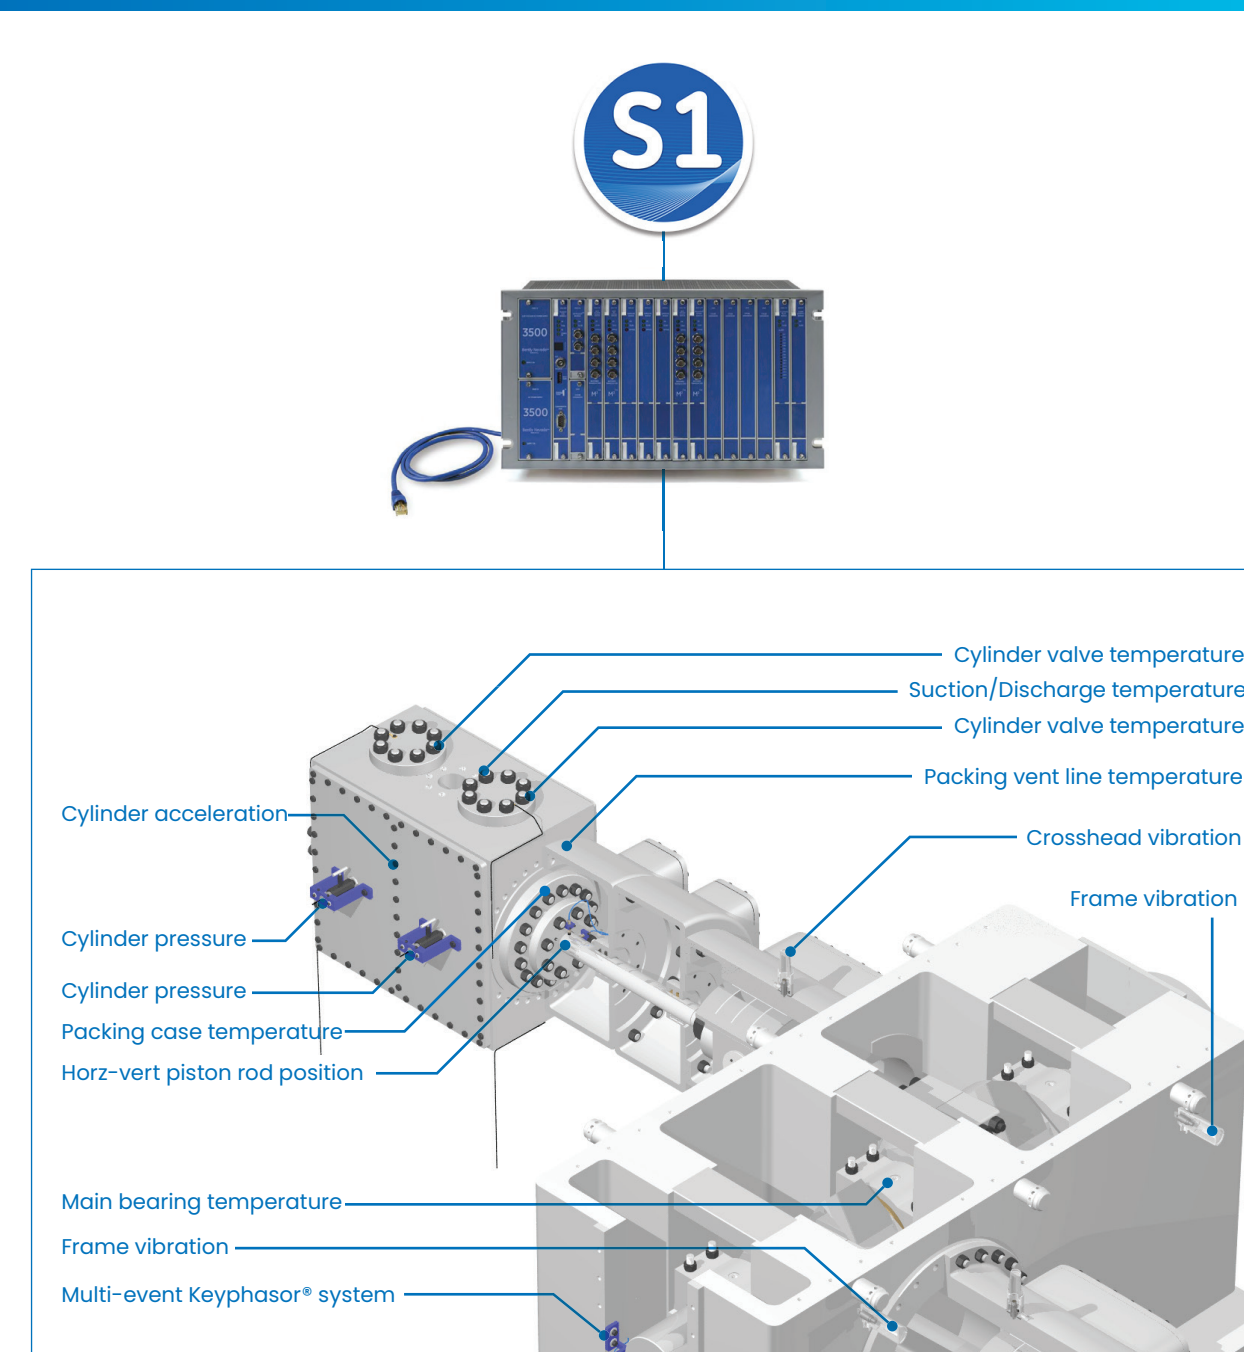 S1
3500
3500
Cylinder valve temperature
Suction/Discharge temperature
Cylinder valve temperature
Packing vent line temperature
Cylinder acceleration
Crosshead vibration
Frame vibration
Cylinder pressure
Cylinder pressure
Packing case temperature
Horz-vert piston rod position
Main bearing temperature
Frame vibration
Multi-event Keyphasor® system